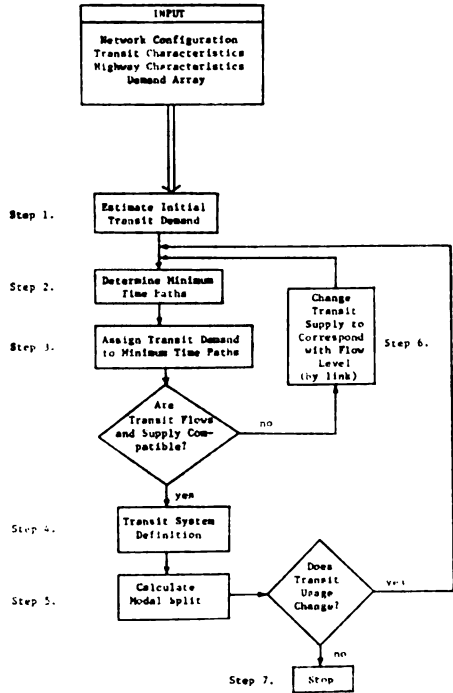 INPUT
Network Configuration
Transit Characteristics
Highway Characteristics
Demand Array
Step 1.
Estimate Initial
Transit Demand
Step 2.
Determine Minimum
Time Paths
Step 3.
Assign Transit Demand
to Minimum Time Paths
Change
Transit
Supply to
Correspond
with Flow
Level
(by link)
Step 6.
Are
Transit Flows
and Supply Com-
patible?
no
yes
Step 4.
Transit System
Definition
Step 5.
Calculate
Modal Split
Does
Transit
Usage
Change?
yes
no
Step 7.
Stop